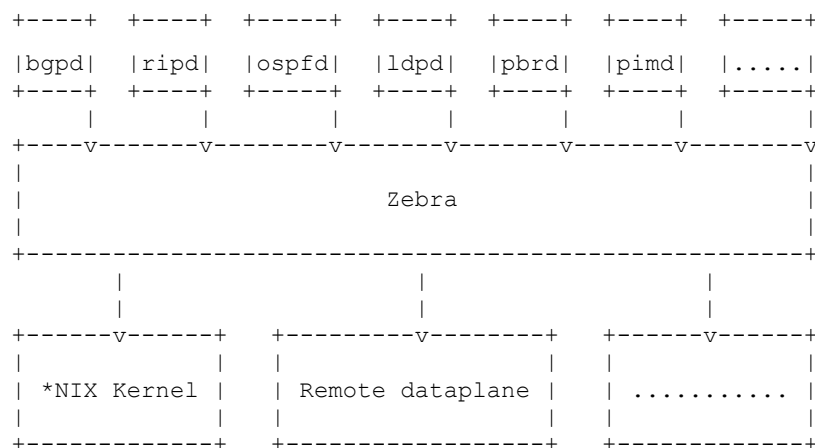 bgpd ripd ospfd ldpd pbrd pimd .....
Zebra
*NIX Kernel Remote dataplane ...........